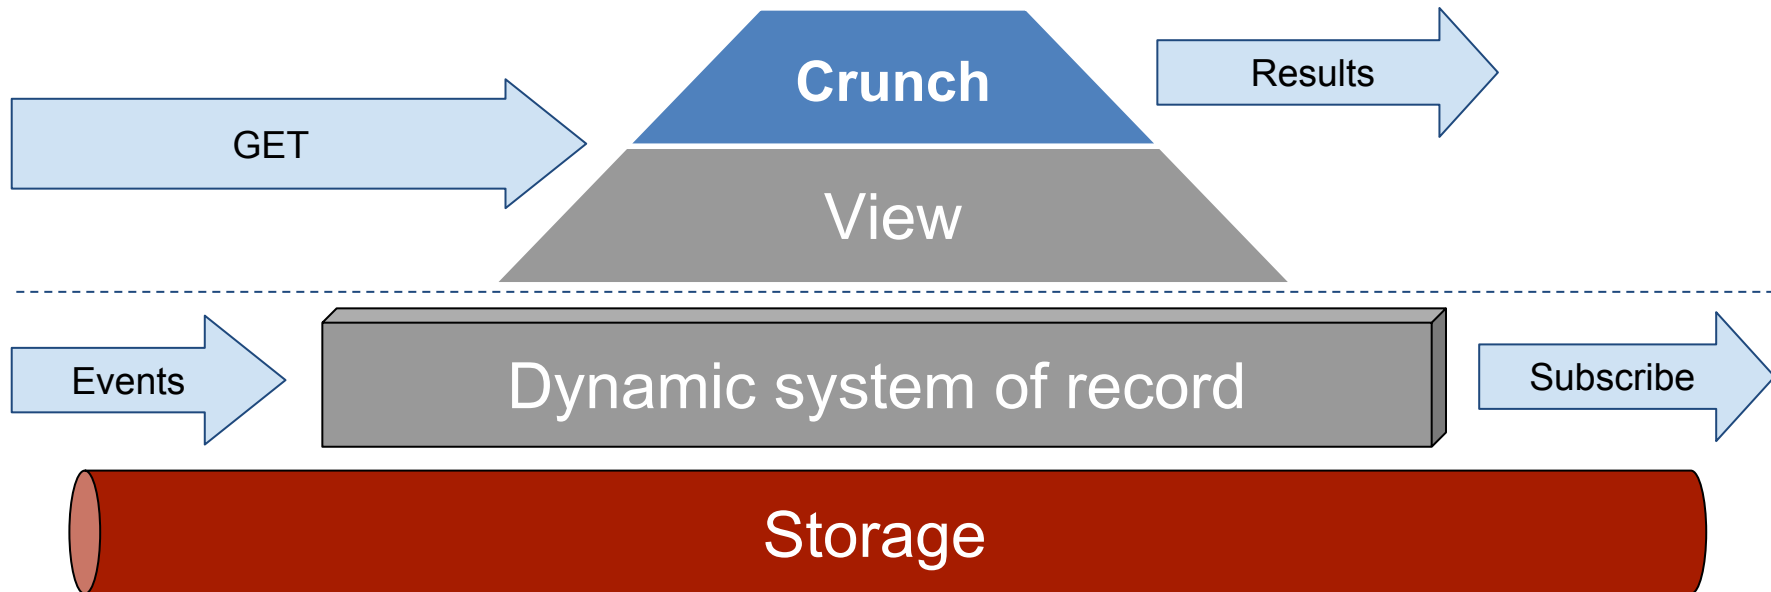 Crunch
Results
GET
View
Events
Dynamic system of record
Subscribe
Storage